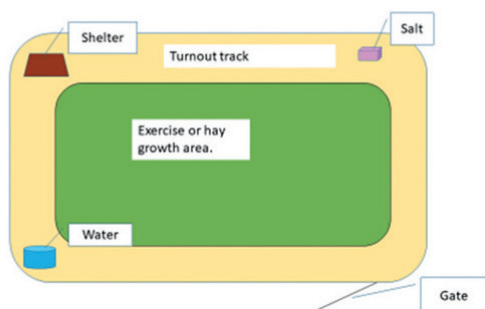 Shelter
Salt
Turnout track
Exercise or hay
growth area.
Water
Gate